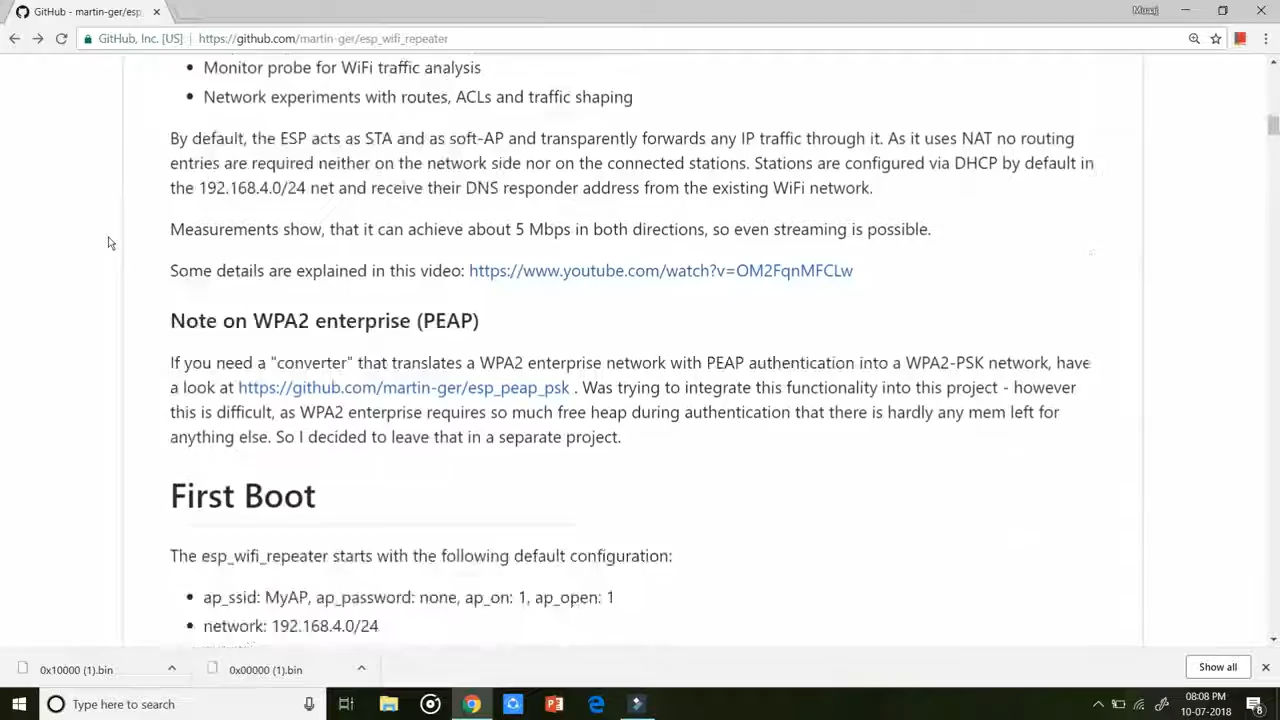 GitHub - martin-ger/esp_
GitHub, Inc. [US] | https://github.com/martin-ger/esp_wifi_repeater
Monitor probe for WiFi traffic analysis
Network experiments with routes, ACLs and traffic shaping
By default, the ESP acts as STA and as soft-AP and transparently forwards any IP traffic through it. As it uses NAT no routing
entries are required neither on the network side nor on the connected stations. Stations are configured via DHCP by default in
the 192.168.4.0/24 net and receive their DNS responder address from the existing WiFi network.
Measurements show, that it can achieve about 5 Mbps in both directions, so even streaming is possible.
Some details are explained in this video: https://www.youtube.com/watch?v=OM2FqnMFCLw
Note on WPA2 enterprise (PEAP)
If you need a "converter" that translates a WPA2 enterprise network with PEAP authentication into a WPA2-PSK network, have
a look at https://github.com/martin-ger/esp_peap_psk . Was trying to integrate this functionality into this project - however
this is difficult, as WPA2 enterprise requires so much free heap during authentication that there is hardly any mem left for
anything else. So I decided to leave that in a separate project.
First Boot
The esp_wifi_repeater starts with the following default configuration:
ap_ssid: MyAP, ap_password: none, ap_on: 1, ap_open: 1
network: 192.168.4.0/24
0x10000 (1).bin
0x00000 (1).bin
Show all
Type here to search
08:08 PM
10-07-2018